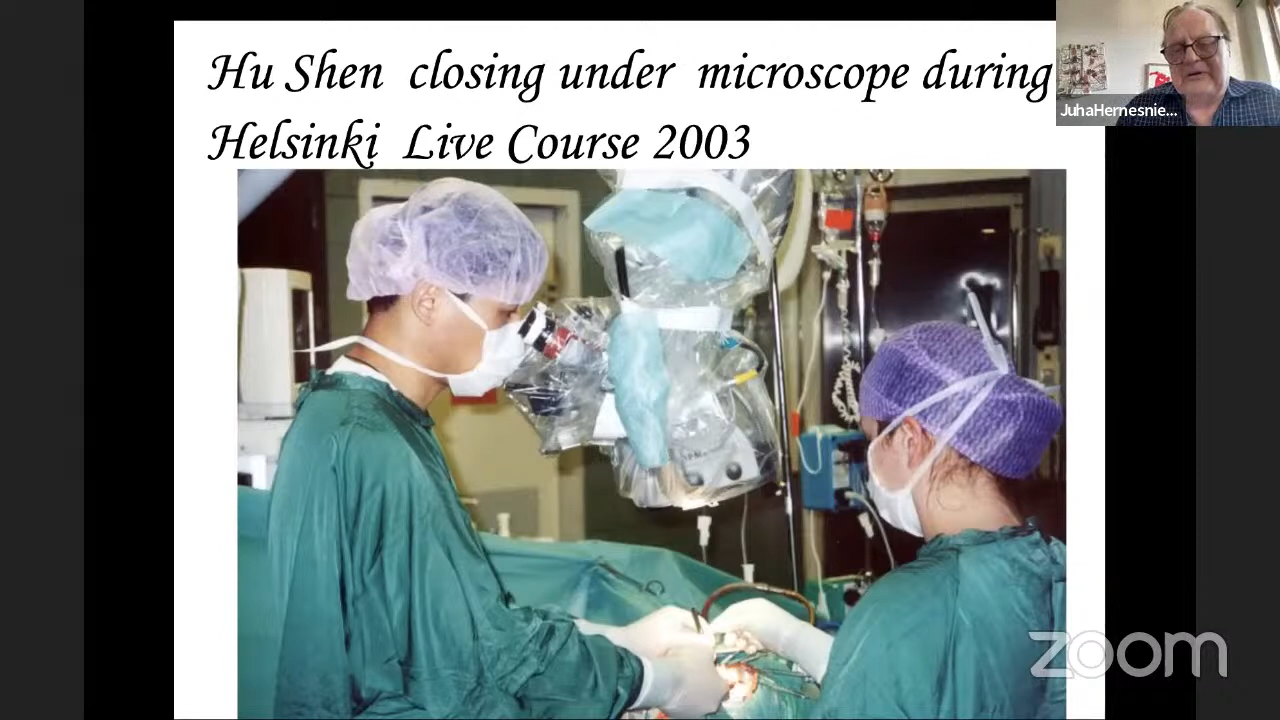 Hu Shen closing under microscope during
Helsinki Live Course 2003
JuhaHernesnie...
zoom